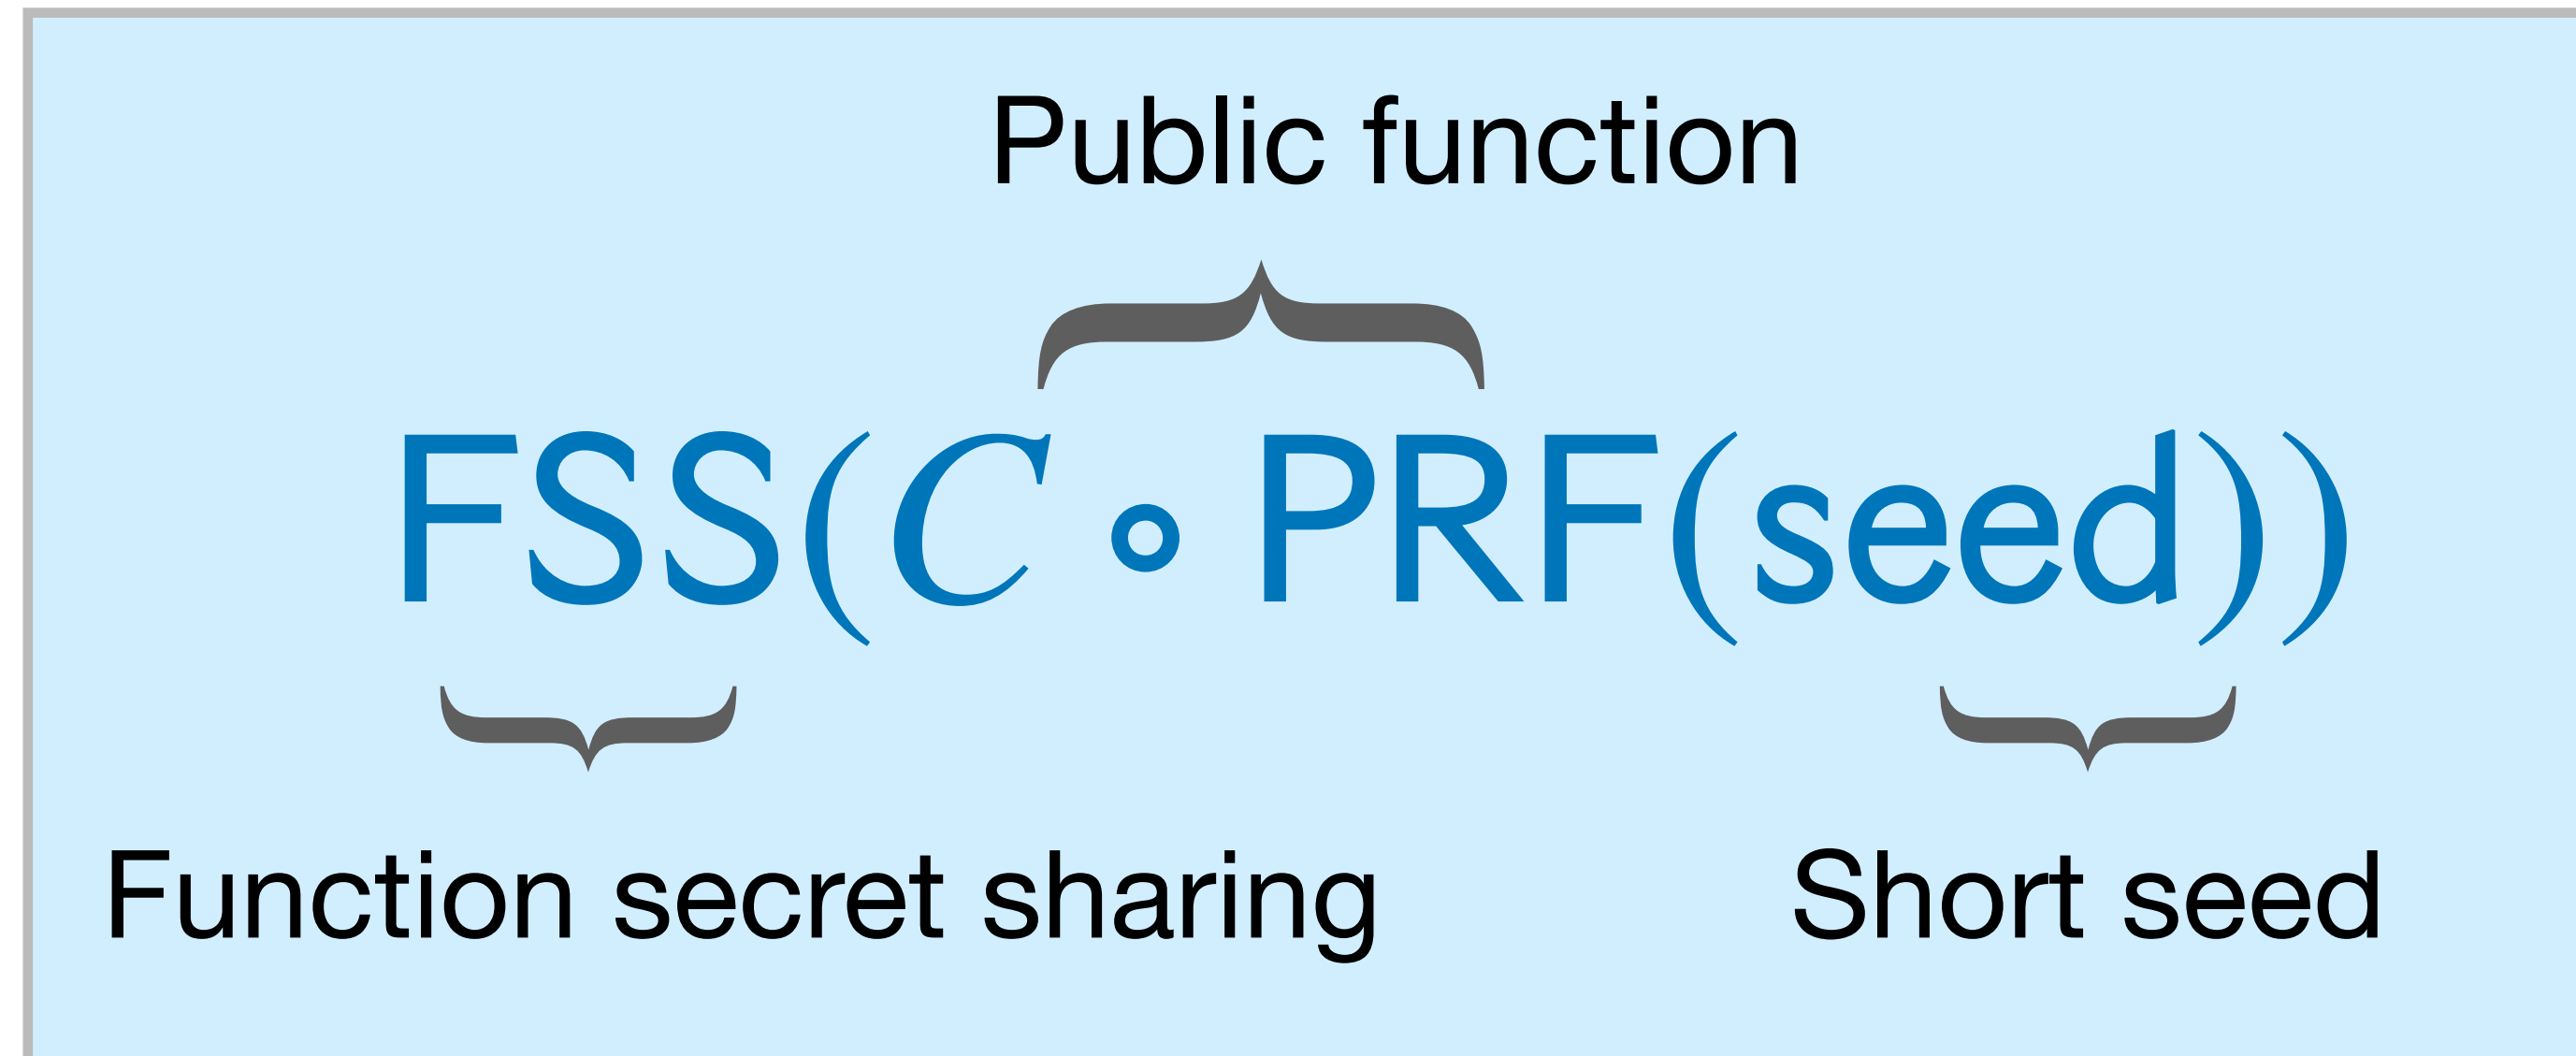 Public function
FSS(C ∘ PRF(seed))
Function secret sharing
Short seed